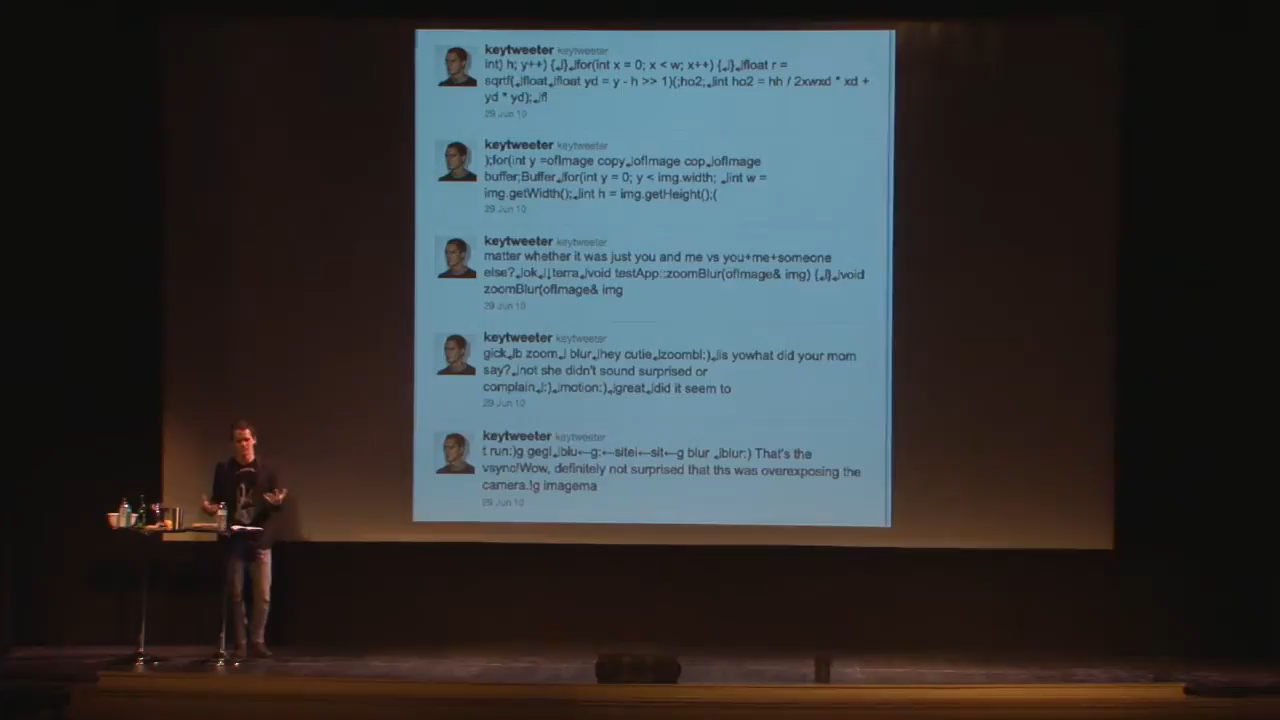 keytweeter keytweeter
int) h; y++) {↲}↲for(int x = 0; x < w; x++) {↲}↲float r =
sqrtf(↲float↲float yd = y - h >> 1)(;ho2;↲int ho2 = hh / 2xwxd * xd +
yd * yd);↲fl
29 Jun 10
keytweeter keytweeter
);for(int y =ofImage copy↲ofImage cop↲ofImage
buffer;Buffer↲for(int y = 0; y < img.width; ↲int w =
img.getWidth();↲int h = img.getHeight();(
29 Jun 10
keytweeter keytweeter
matter whether it was just you and me vs you+me+someone
else?↲ok↲↓terra↲void testApp::zoomBlur(ofImage& img) {↲}↲void
zoomBlur(ofImage& img
29 Jun 10
keytweeter keytweeter
gick↲b zoom↲ blur↲hey cutie↲zoombl:)↲is yowhat did your mom
say?↲not she didn't sound surprised or
complain↲:)↲motion:)↲great↲did it seem to
29 Jun 10
keytweeter keytweeter
t run:)g gegl↲blu←g:←sitei←sit←g blur ↲blur:) That's the
vsync!Wow, definitely not surprised that ths was overexposing the
camera.!g imagema
29 Jun 10